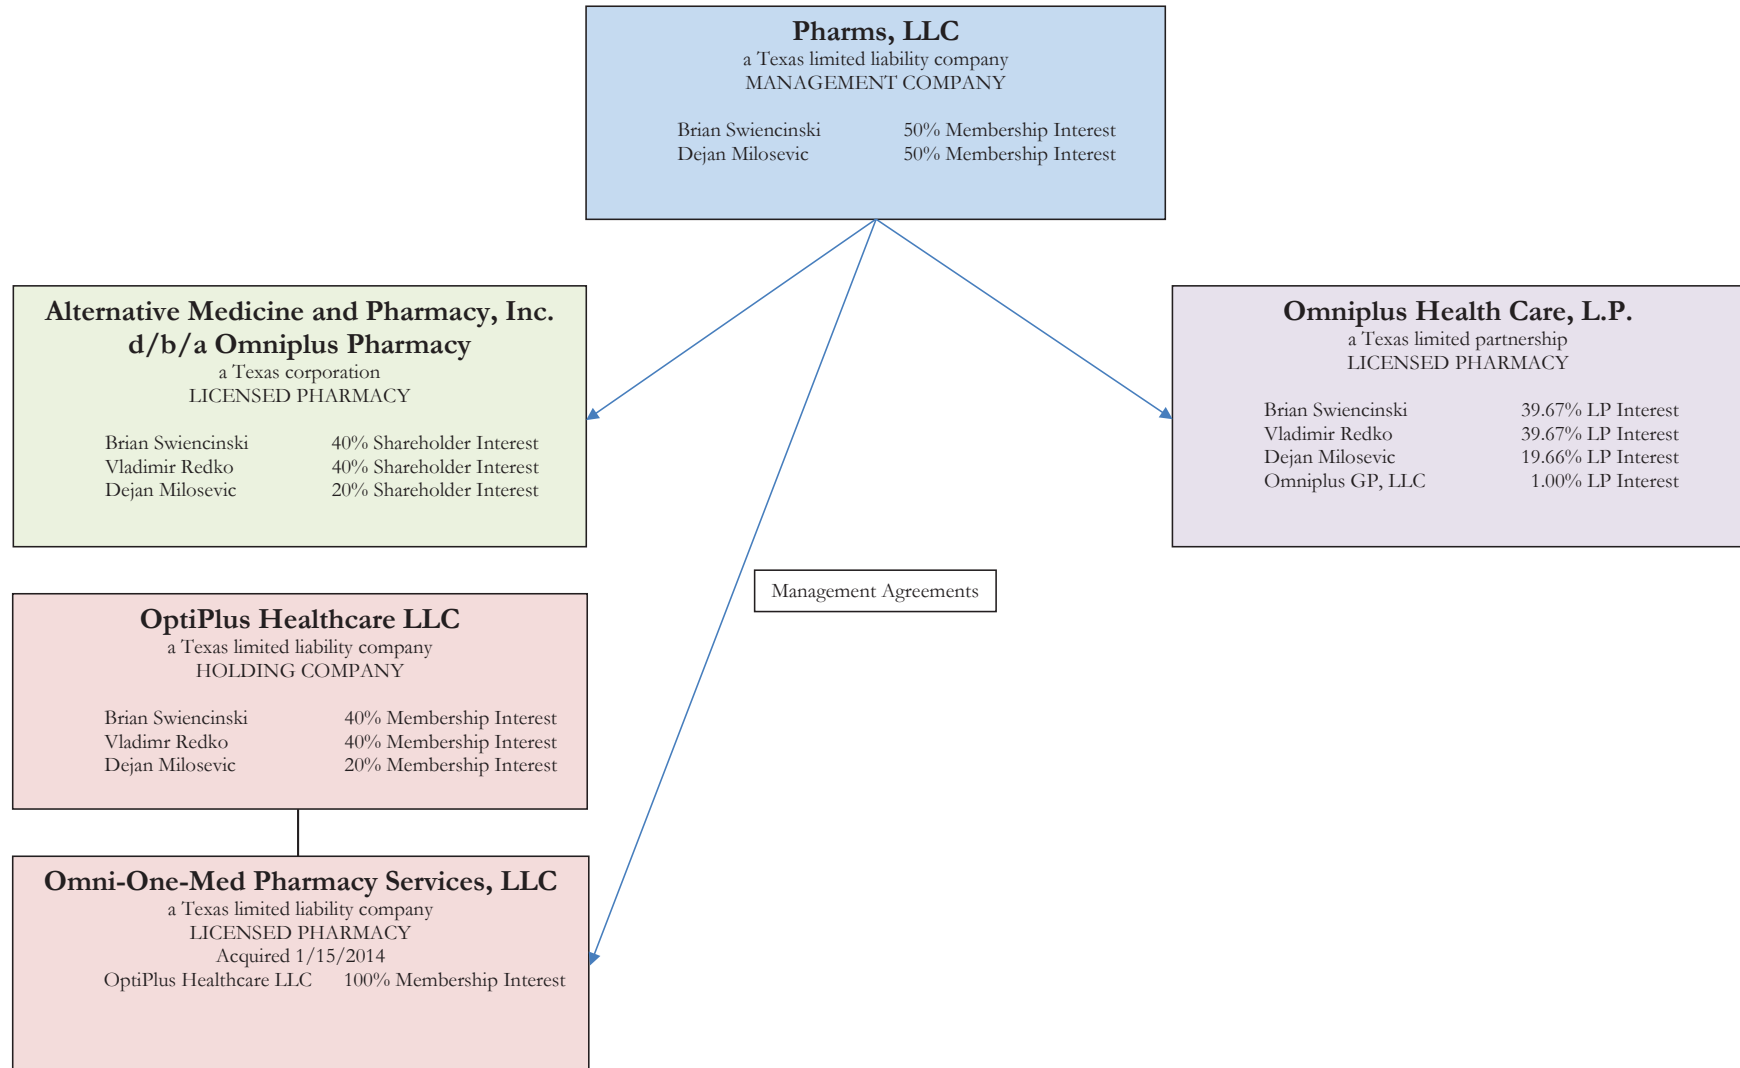 Pharms, LLC
a Texas limited liability company
MANAGEMENT COMPANY
Brian Swiencinski 50% Membership Interest
Dejan Milosevic 50% Membership Interest
Alternative Medicine and Pharmacy, Inc.
d/b/a Omniplus Pharmacy
a Texas corporation
LICENSED PHARMACY
Brian Swiencinski 40% Shareholder Interest
Vladimir Redko 40% Shareholder Interest
Dejan Milosevic 20% Shareholder Interest
Omniplus Health Care, L.P.
a Texas limited partnership
LICENSED PHARMACY
Brian Swiencinski 39.67% LP Interest
Vladimir Redko 39.67% LP Interest
Dejan Milosevic 19.66% LP Interest
Omniplus GP, LLC 1.00% LP Interest
Management Agreements
OptiPlus Healthcare LLC
a Texas limited liability company
HOLDING COMPANY
Brian Swiencinski 40% Membership Interest
Vladimr Redko 40% Membership Interest
Dejan Milosevic 20% Membership Interest
Omni-One-Med Pharmacy Services, LLC
a Texas limited liability company
LICENSED PHARMACY
Acquired 1/15/2014
OptiPlus Healthcare LLC 100% Membership Interest